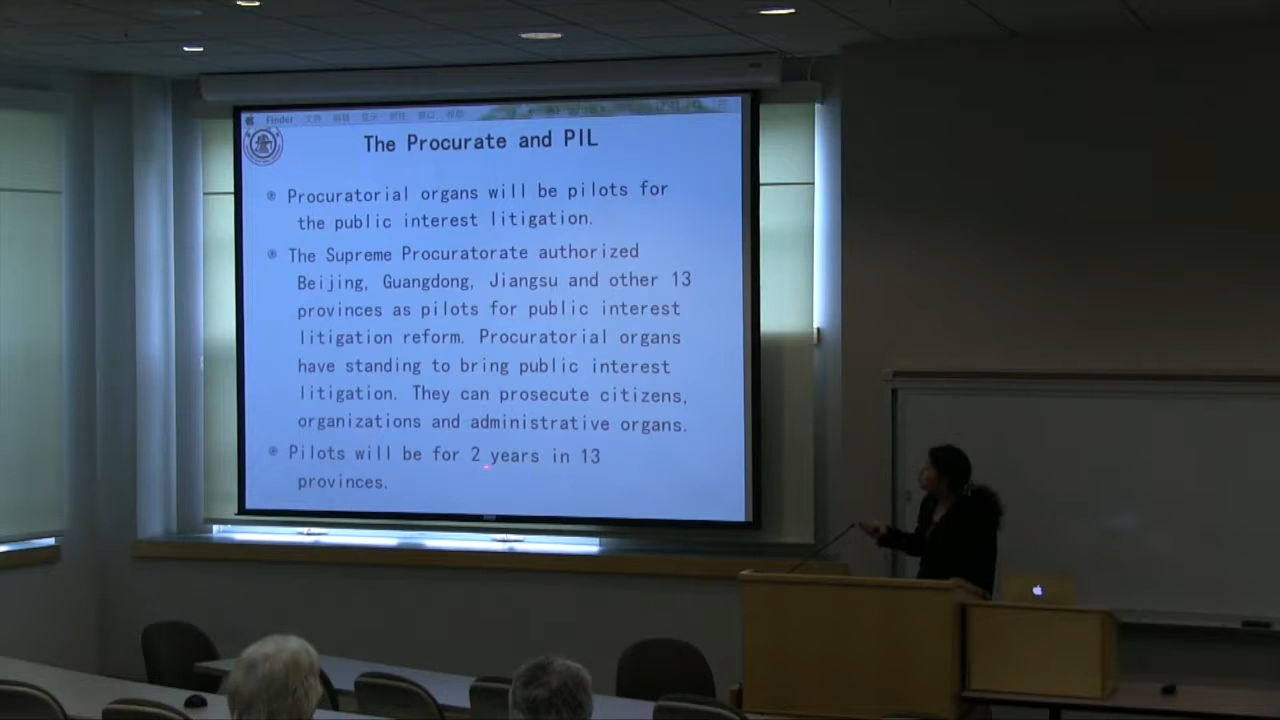 Finder 文件 编辑 显示 前往 窗口 帮助
The Procurate and PIL
Procuratorial organs will be pilots for
the public interest litigation.
The Supreme Procuratorate authorized
Beijing, Guangdong, Jiangsu and other 13
provinces as pilots for public interest
litigation reform. Procuratorial organs
have standing to bring public interest
litigation. They can prosecute citizens,
organizations and administrative organs.
Pilots will be for 2 years in 13
provinces.